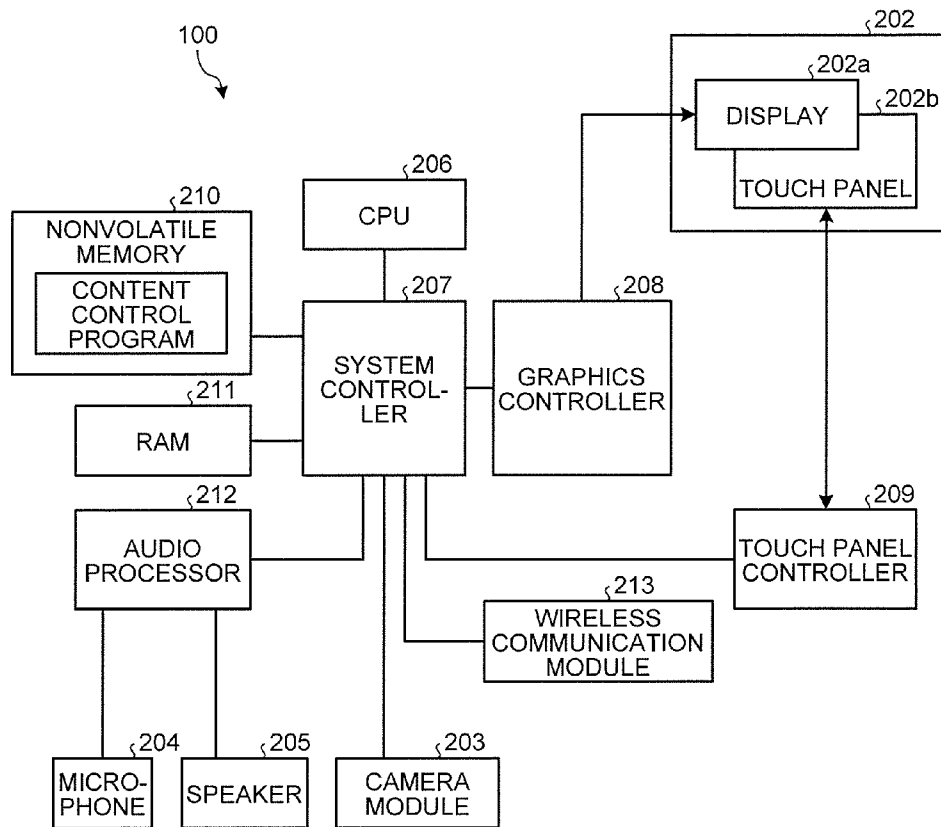 100
202
202a
DISPLAY
202b
TOUCH PANEL
206
CPU
210
NONVOLATILE
MEMORY
CONTENT
CONTROL
PROGRAM
207
SYSTEM
CONTROL-
LER
208
GRAPHICS
CONTROLLER
211
RAM
212
AUDIO
PROCESSOR
209
TOUCH PANEL
CONTROLLER
213
WIRELESS
COMMUNICATION
MODULE
204
MICRO-
PHONE
205
SPEAKER
203
CAMERA
MODULE